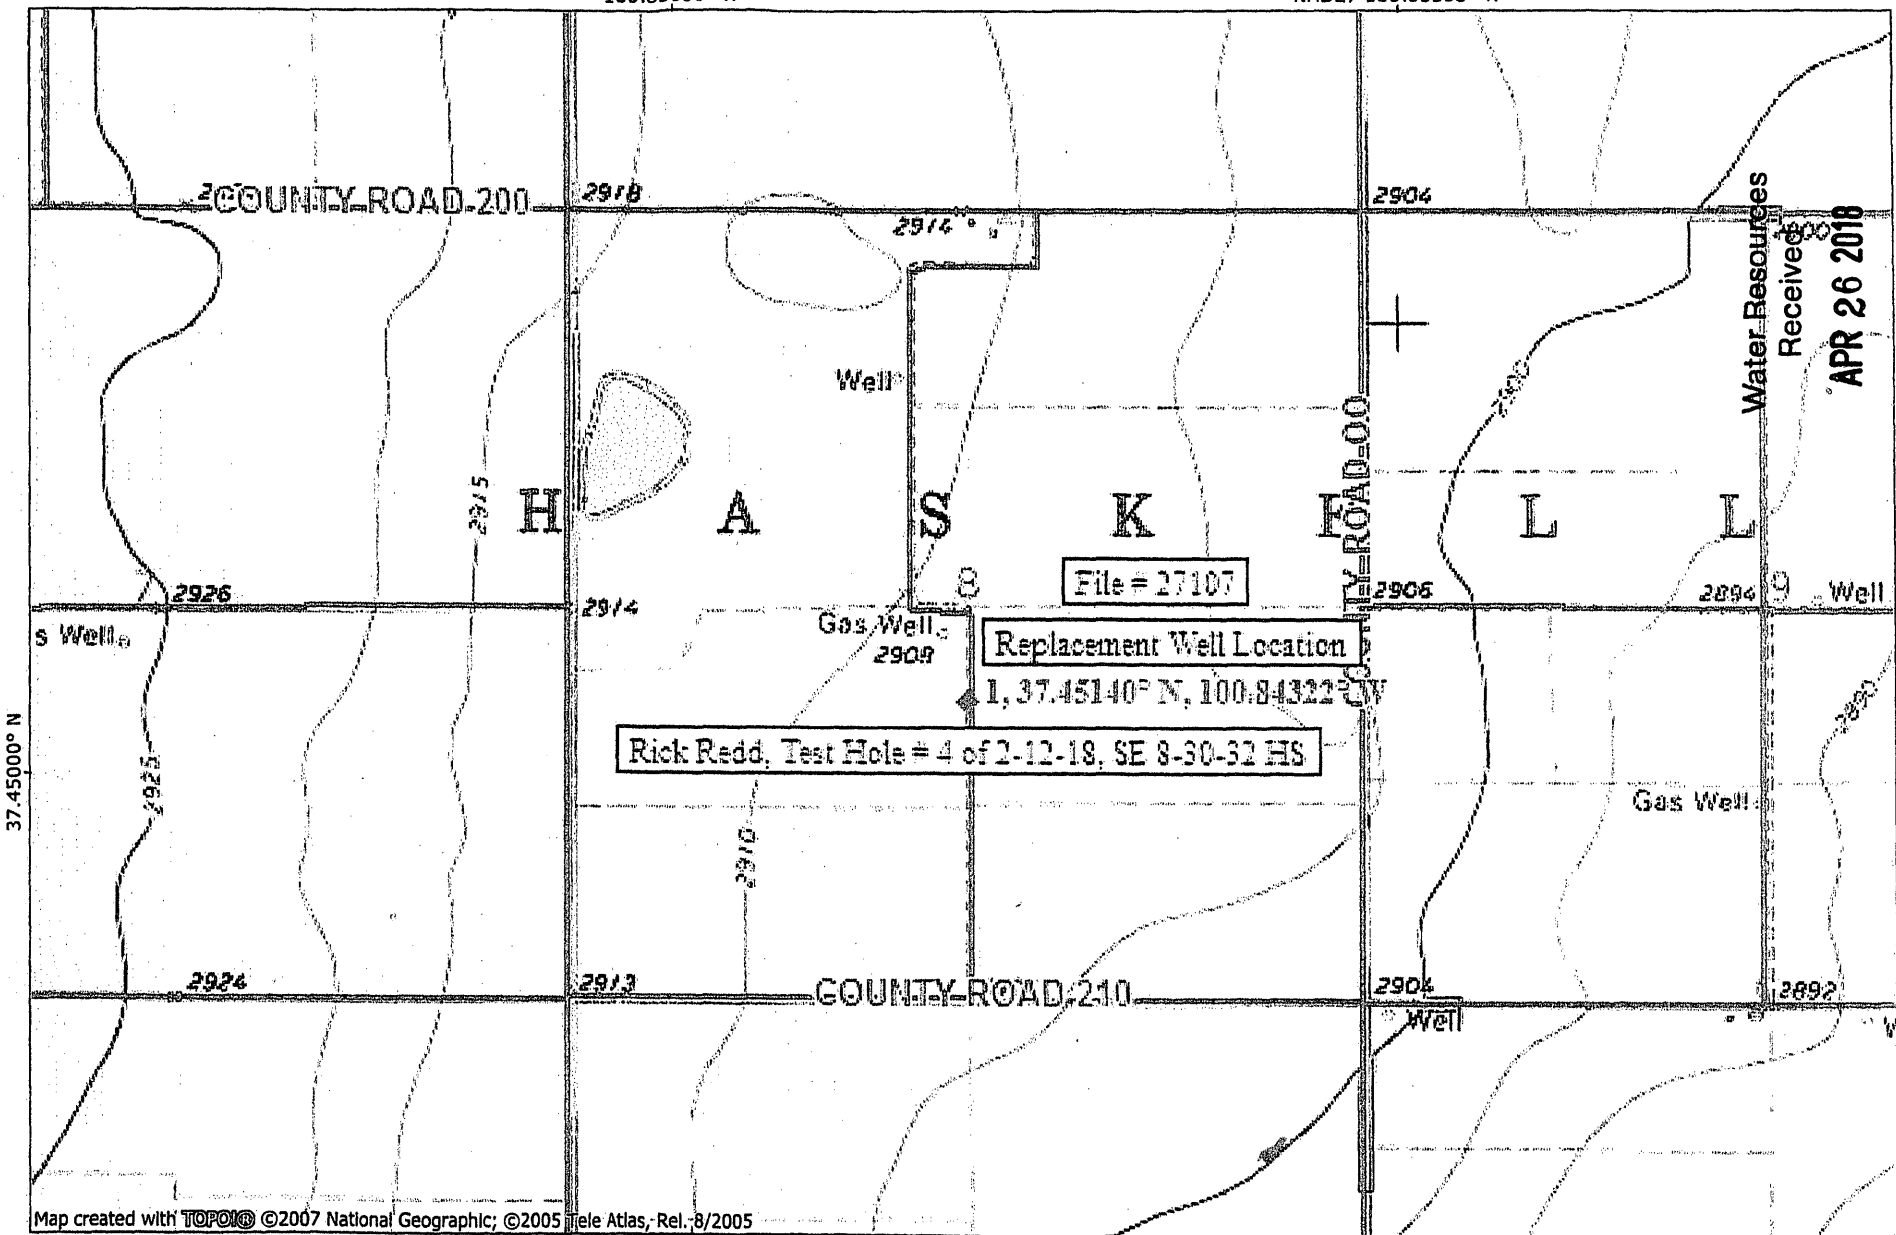 COUNTY ROAD 200
2918
2904
2914
Water Resources
Received
APR 26 2018
Well
2900
2915
H A S K E L L
COUNTY ROAD OO
8
File # 27107
2926
2914
2906
2894
9
Well
s Well
Gas Well
2909
Replacement Well Location
1, 37.45140° N, 100.84322° W
Rick Redd, Test Hole # 4 of 2-12-18, SE 8-30-32 HS
37.45000° N
2925
2890
Gas Well
2910
2924
2913
COUNTY ROAD 210
2904
2892
Well
W
Map created with TOPO!® ©2007 National Geographic; ©2005 Tele Atlas, Rel. 8/2005